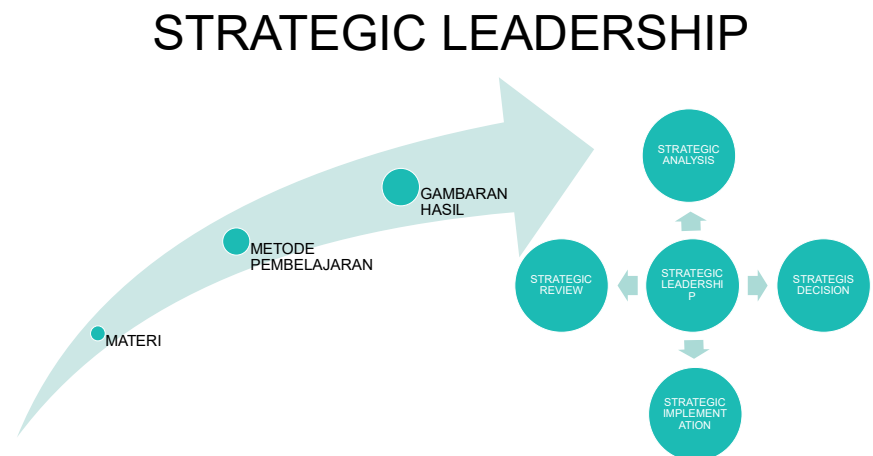 STRATEGIC LEADERSHIP
GAMBARAN
HASIL
METODE
PEMBELAJARAN
MATERI
STRATEGIC
ANALYSIS
STRATEGIC
REVIEW
STRATEGIC
LEADERSHI
P
STRATEGIS
DECISION
STRATEGIC
IMPLEMENT
ATION